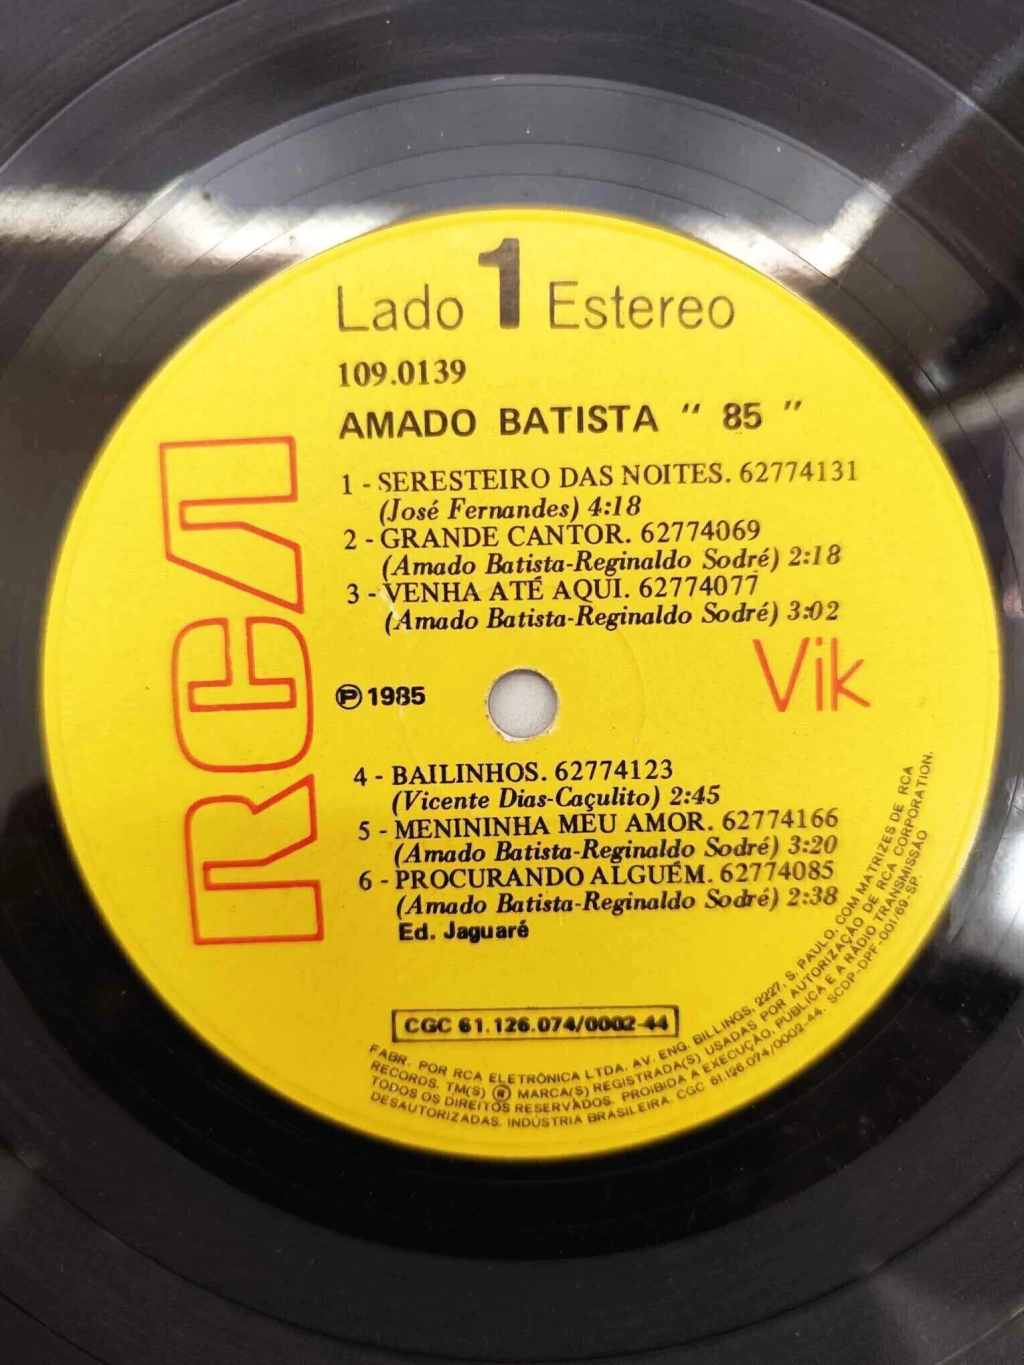 Lado 1 Estereo
109.0139
AMADO BATISTA " 85 "
1 - SERESTEIRO DAS NOITES. 62774131
(José Fernandes) 4:18
2 - GRANDE CANTOR. 62774069
(Amado Batista-Reginaldo Sodré) 2:18
3 - VENHA ATÉ AQUI. 62774077
(Amado Batista-Reginaldo Sodré) 3:02
RCA
Vik
℗ 1985
4 - BAILINHOS. 62774123
(Vicente Dias-Caçulito) 2:45
5 - MENININHA MEU AMOR. 62774166
(Amado Batista-Reginaldo Sodré) 3:20
6 - PROCURANDO ALGUÉM. 62774085
(Amado Batista-Reginaldo Sodré) 2:38
Ed. Jaguaré
CGC 61.126.074/0002-44
FABR. POR RCA ELETRÔNICA LTDA. AV. ENG. BILLINGS, 2227, S. PAULO, COM MATRIZES DE RCA
RECORDS. TM(S) ® MARCA(S) REGISTRADA(S) USADAS POR AUTORIZAÇÃO DE RCA CORPORATION.
TODOS OS DIREITOS RESERVADOS. PROIBIDA A EXECUÇÃO, PÚBLICA E A RÁDIO TRANSMISSÃO
DESAUTORIZADAS. INDÚSTRIA BRASILEIRA. CGC 61.126.074/0002-44. SCDP-DPF-001/69-SP.